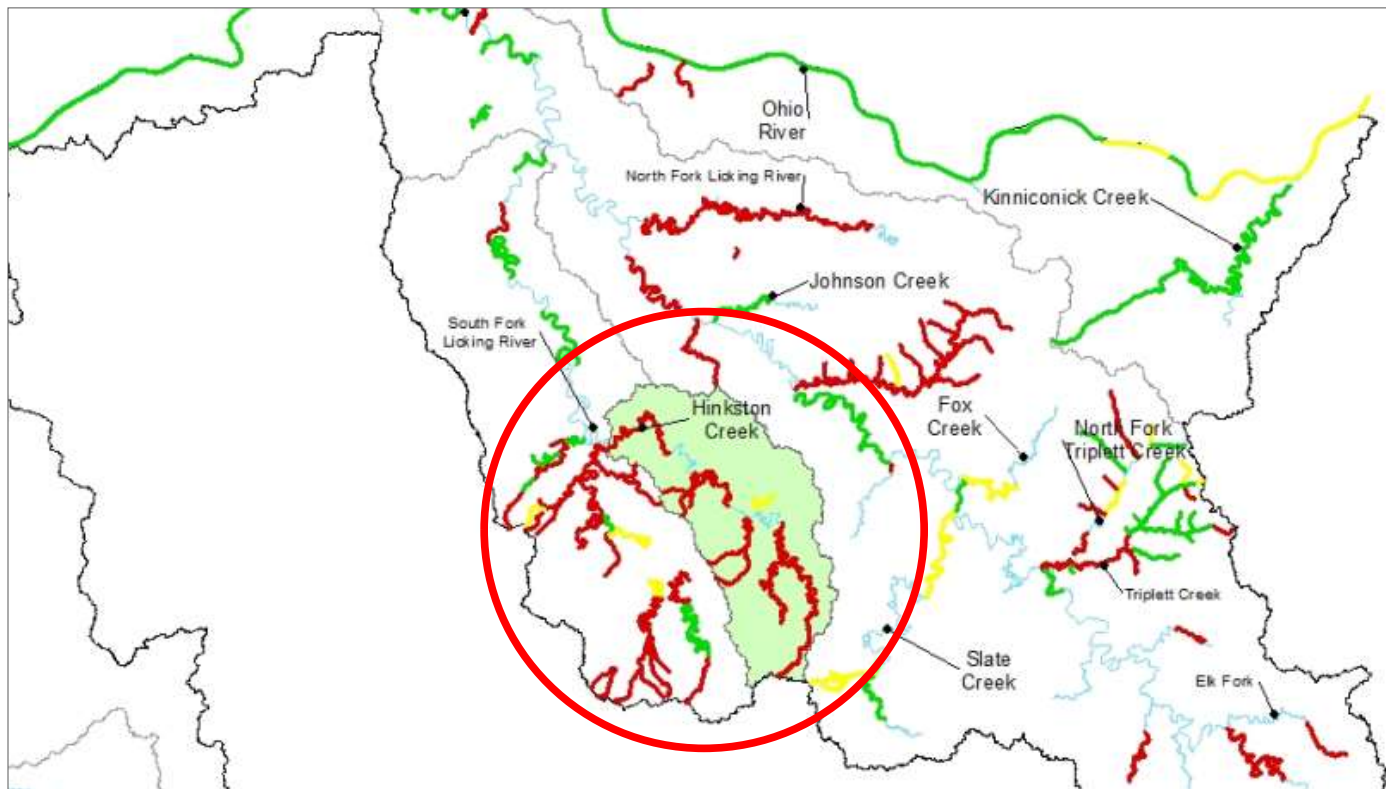 Ohio
River
North Fork Licking River
Kinniconick Creek
Johnson Creek
South Fork
Licking River
Hinkston
Creek
Fox
Creek
North Fork
Triplett Creek
Triplett Creek
Slate
Creek
Elk Fork